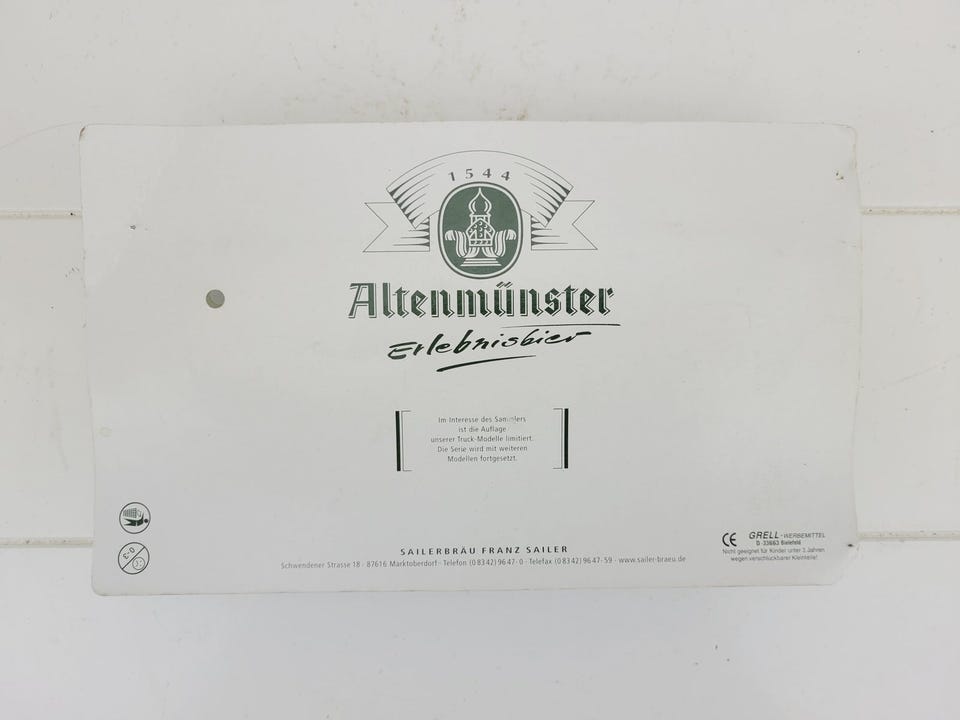 1544
Altenmünster
Erlebnisbier
Im Interesse des Sammlers
ist die Auflage
unserer Truck-Modelle limitiert.
Die Serie wird mit weiteren
Modellen fortgesetzt.
0-3
SAILERBRÄU FRANZ SAILER
Schwendener Strasse 18 · 87616 Marktoberdorf · Telefon (0 83 42) 96 47- 0 · Telefax (0 83 42) 96 47- 59 · www.sailer-braeu.de
CE GRELL - WERBEMITTEL
D -33663 Bielefeld
Nicht geeignet für Kinder unter 3 Jahren
wegen verschluckbarer Kleinteile!